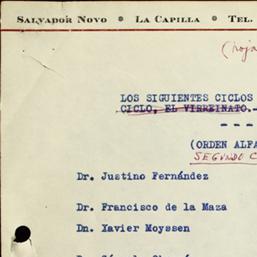 SALVADOR NOVO * LA CAPILLA * TEL.
(hoja
LOS SIGUIENTES CICLOS
CICLO, EL VIRREINATO.-
- - -
(ORDEN ALFA
SEGUNDO C
Dr. Justino Fernández
Dr. Francisco de la Maza
Dn. Xavier Moyssen